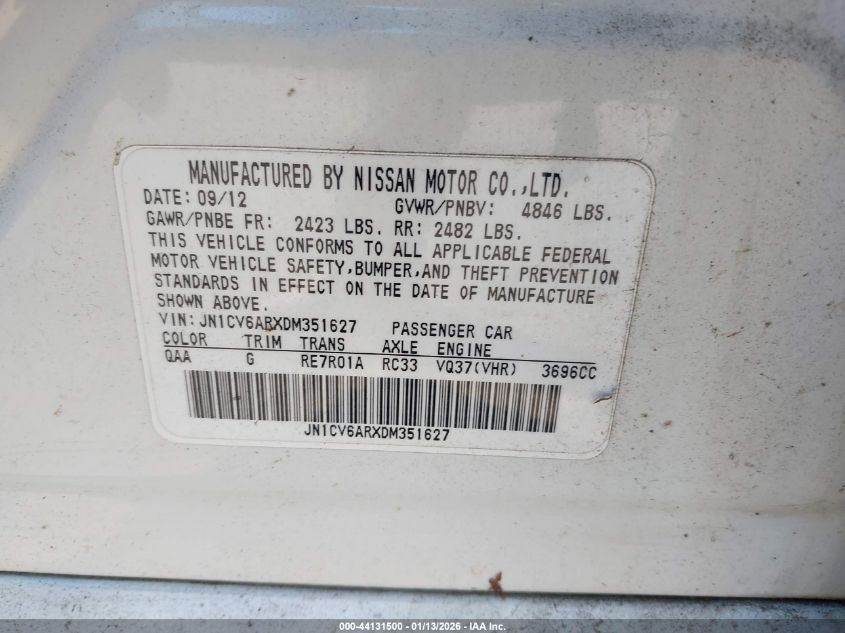 MANUFACTURED BY NISSAN MOTOR CO.,LTD.
DATE: 09/12 GVWR/PNBV: 4846 LBS.
GAWR/PNBE FR: 2423 LBS. RR: 2482 LBS.
THIS VEHICLE CONFORMS TO ALL APPLICABLE FEDERAL
MOTOR VEHICLE SAFETY,BUMPER,AND THEFT PREVENTION
STANDARDS IN EFFECT ON THE DATE OF MANUFACTURE
SHOWN ABOVE.
VIN: JN1CV6ARXDM351627 PASSENGER CAR
COLOR TRIM TRANS AXLE ENGINE
QAA G RE7R01A RC33 VQ37(VHR) 3696CC
JN1CV6ARXDM351627
000-44131500 — 01/13/2026 — IAA Inc.